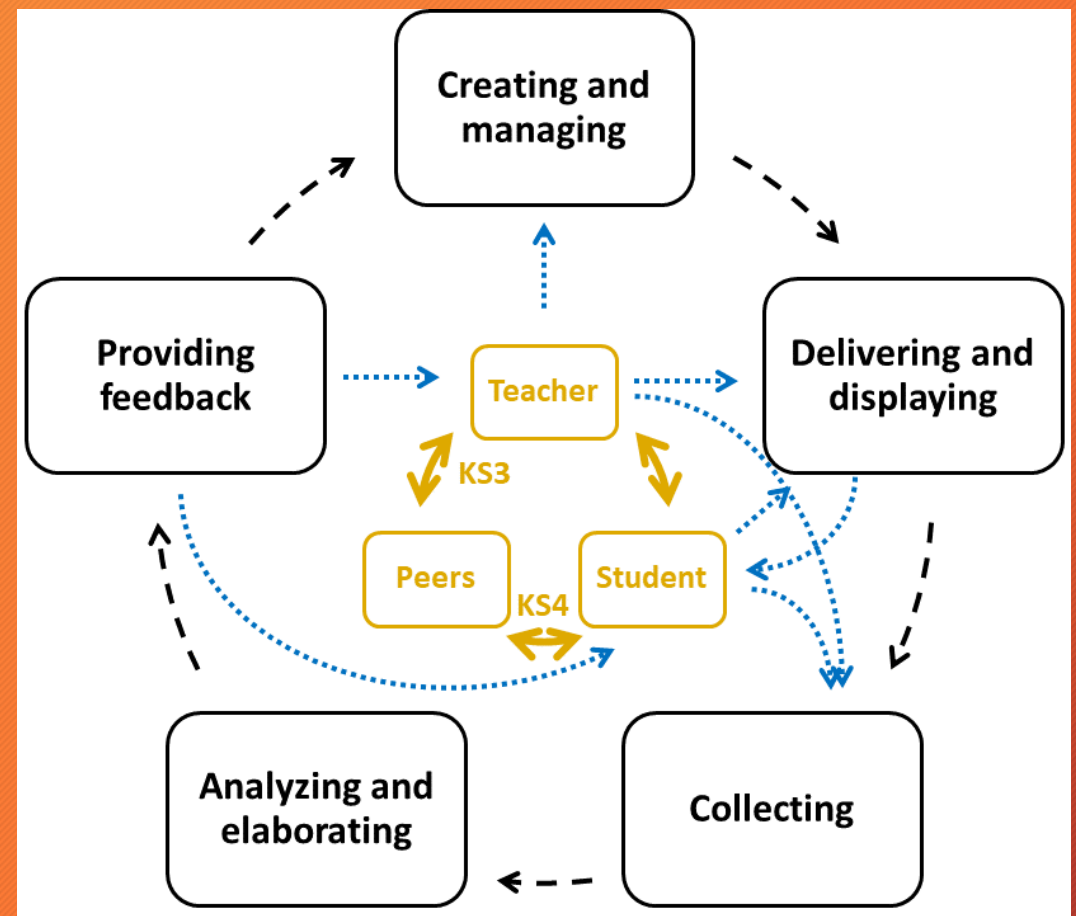 Creating and
managing
Providing
feedback
Delivering and
displaying
Teacher
KS3
Peers
Student
KS4
Analyzing and
elaborating
Collecting